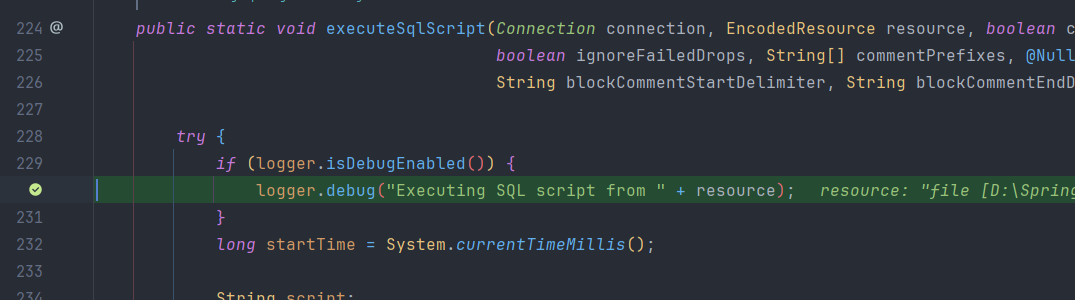 224 @ public static void executeSqlScript(Connection connection, EncodedResource resource, boolean c
225 boolean ignoreFailedDrops, String[] commentPrefixes, @Null
226 String blockCommentStartDelimiter, String blockCommentEndD
227
228 try {
229 if (logger.isDebugEnabled()) {
logger.debug("Executing SQL script from " + resource); resource: "file [D:\Spring
231 }
232 long startTime = System.currentTimeMillis();
233
234 String script;